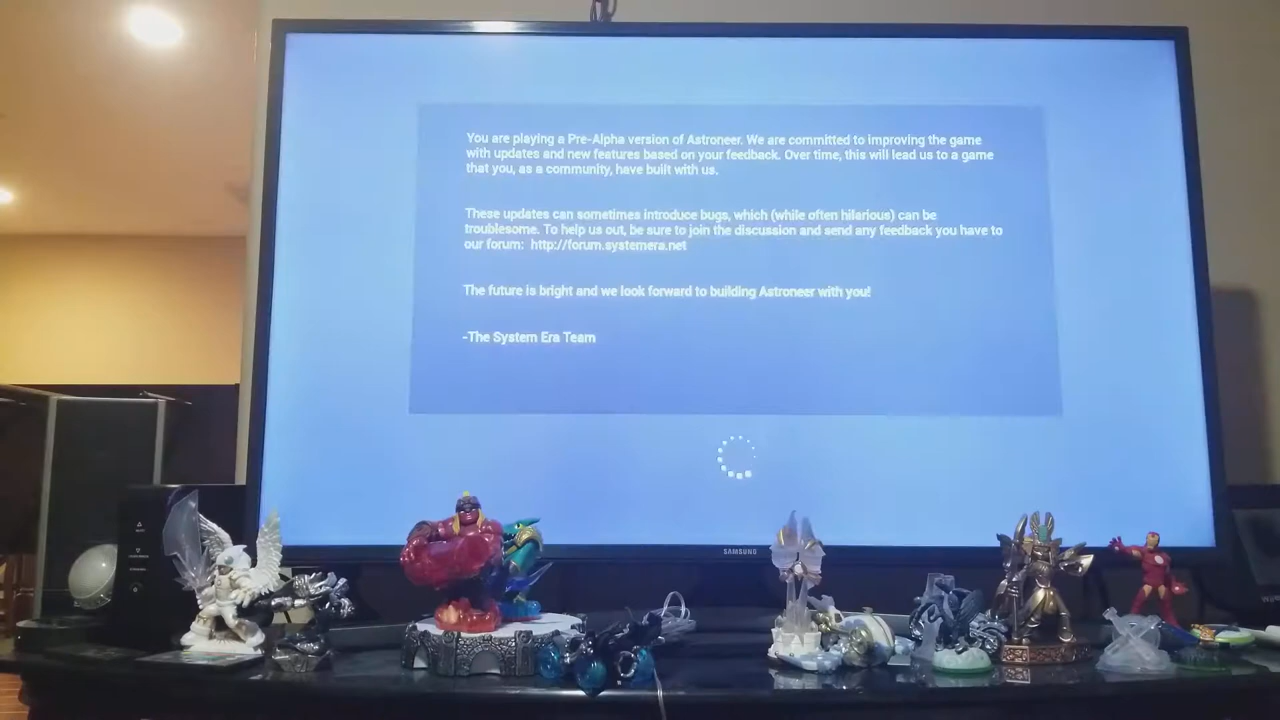 You are playing a Pre-Alpha version of Astroneer. We are committed to improving the game
with updates and new features based on your feedback. Over time, this will lead us to a game
that you, as a community, have built with us.
These updates can sometimes introduce bugs, which (while often hilarious) can be
troublesome. To help us out, be sure to join the discussion and send any feedback you have to
our forum: http://forum.systemera.net
The future is bright and we look forward to building Astroneer with you!
-The System Era Team
SAMSUNG